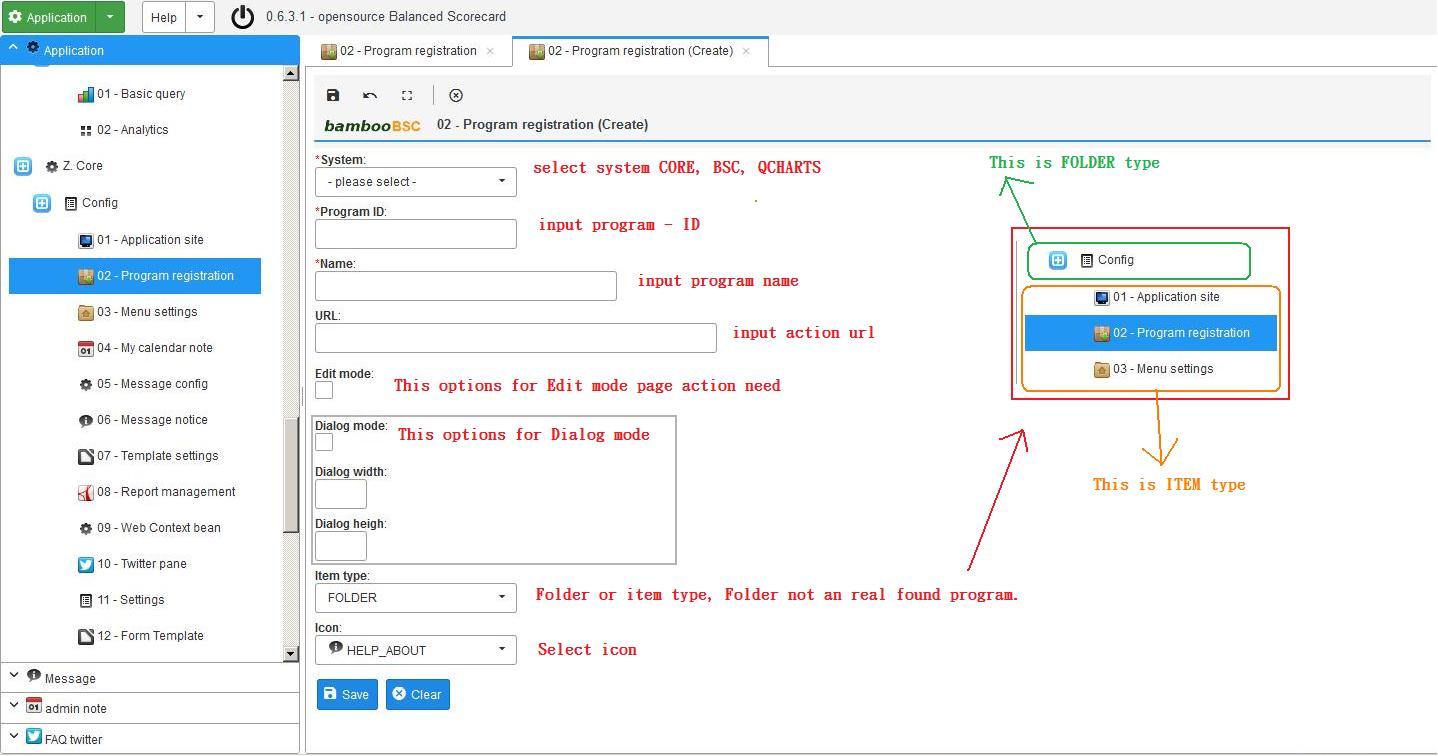 Application
Help
0.6.3.1 - opensource Balanced Scorecard
Application
01 - Basic query
02 - Analytics
Z. Core
Config
01 - Application site
02 - Program registration
03 - Menu settings
04 - My calendar note
05 - Message config
06 - Message notice
07 - Template settings
08 - Report management
09 - Web Context bean
10 - Twitter pane
11 - Settings
12 - Form Template
Message
admin note
FAQ twitter
02 - Program registration ×
02 - Program registration (Create) ×
bambooBSC 02 - Program registration (Create)
*System:
- please select -
select system CORE, BSC, QCHARTS
*Program ID:
input program - ID
*Name:
input program name
URL:
input action url
Edit mode:
This options for Edit mode page action need
Dialog mode:
This options for Dialog mode
Dialog width:
Dialog heigh:
Item type:
FOLDER
Folder or item type, Folder not an real found program.
Icon:
HELP_ABOUT
Select icon
Save Clear
This is FOLDER type
Config
01 - Application site
02 - Program registration
03 - Menu settings
This is ITEM type